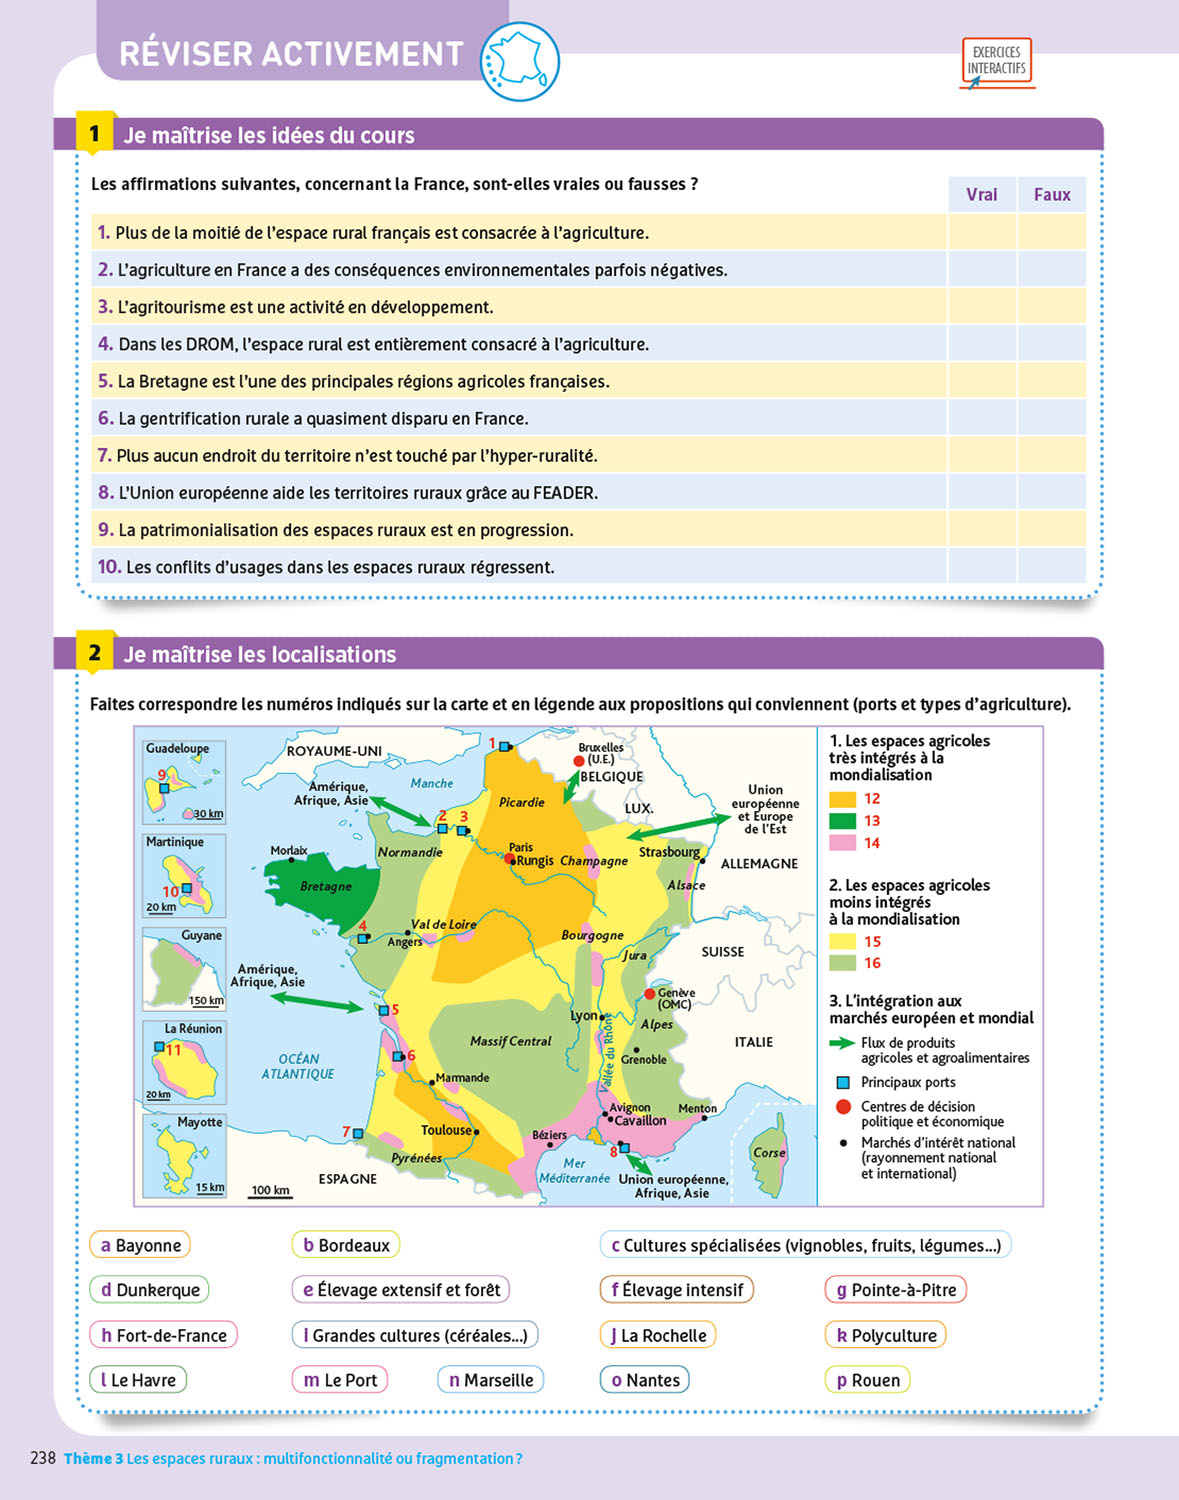 RÉVISER ACTIVEMENT
EXERCICES
INTERACTIFS
1 Je maîtrise les idées du cours
Les affirmations suivantes, concernant la France, sont-elles vraies ou fausses ?
Vrai Faux
1. Plus de la moitié de l'espace rural français est consacrée à l'agriculture.
2. L'agriculture en France a des conséquences environnementales parfois négatives.
3. L'agritourisme est une activité en développement.
4. Dans les DROM, l'espace rural est entièrement consacré à l'agriculture.
5. La Bretagne est l'une des principales régions agricoles françaises.
6. La gentrification rurale a quasiment disparu en France.
7. Plus aucun endroit du territoire n'est touché par l'hyper-ruralité.
8. L'Union européenne aide les territoires ruraux grâce au FEADER.
9. La patrimonialisation des espaces ruraux est en progression.
10. Les conflits d'usages dans les espaces ruraux régressent.
2 Je maîtrise les localisations
Faites correspondre les numéros indiqués sur la carte et en légende aux propositions qui conviennent (ports et types d'agriculture).
Guadeloupe
9
30 km
Martinique
10
20 km
Guyane
150 km
La Réunion
11
20 km
Mayotte
15 km
ROYAUME-UNI
Manche
1
Bruxelles
(U.E.)
BELGIQUE
Picardie
LUX.
Amérique,
Afrique, Asie
Union
européenne
et Europe
de l'Est
2
3
Normandie
Paris
Rungis
Champagne
Strasbourg
ALLEMAGNE
Alsace
Morlaix
Bretagne
4
Angers
Val de Loire
Bourgogne
Jura
SUISSE
Amérique,
Afrique, Asie
Genève
(OMC)
5
Lyon
Alpes
Massif Central
Vallée du Rhône
Grenoble
ITALIE
6
OCÉAN
ATLANTIQUE
Marmande
Avignon
Cavaillon
Menton
7
Toulouse
Béziers
8
Corse
Pyrénées
Mer
Méditerranée
Union européenne,
Afrique, Asie
ESPAGNE
100 km
1. Les espaces agricoles
très intégrés à la
mondialisation
12
13
14
2. Les espaces agricoles
moins intégrés
à la mondialisation
15
16
3. L'intégration aux
marchés européen et mondial
Flux de produits
agricoles et agroalimentaires
Principaux ports
Centres de décision
politique et économique
Marchés d'intérêt national
(rayonnement national
et international)
a Bayonne
b Bordeaux
c Cultures spécialisées (vignobles, fruits, légumes...)
d Dunkerque
e Élevage extensif et forêt
f Élevage intensif
g Pointe-à-Pitre
h Fort-de-France
i Grandes cultures (céréales...)
j La Rochelle
k Polyculture
l Le Havre
m Le Port
n Marseille
o Nantes
p Rouen
238 Thème 3 Les espaces ruraux : multifonctionnalité ou fragmentation ?